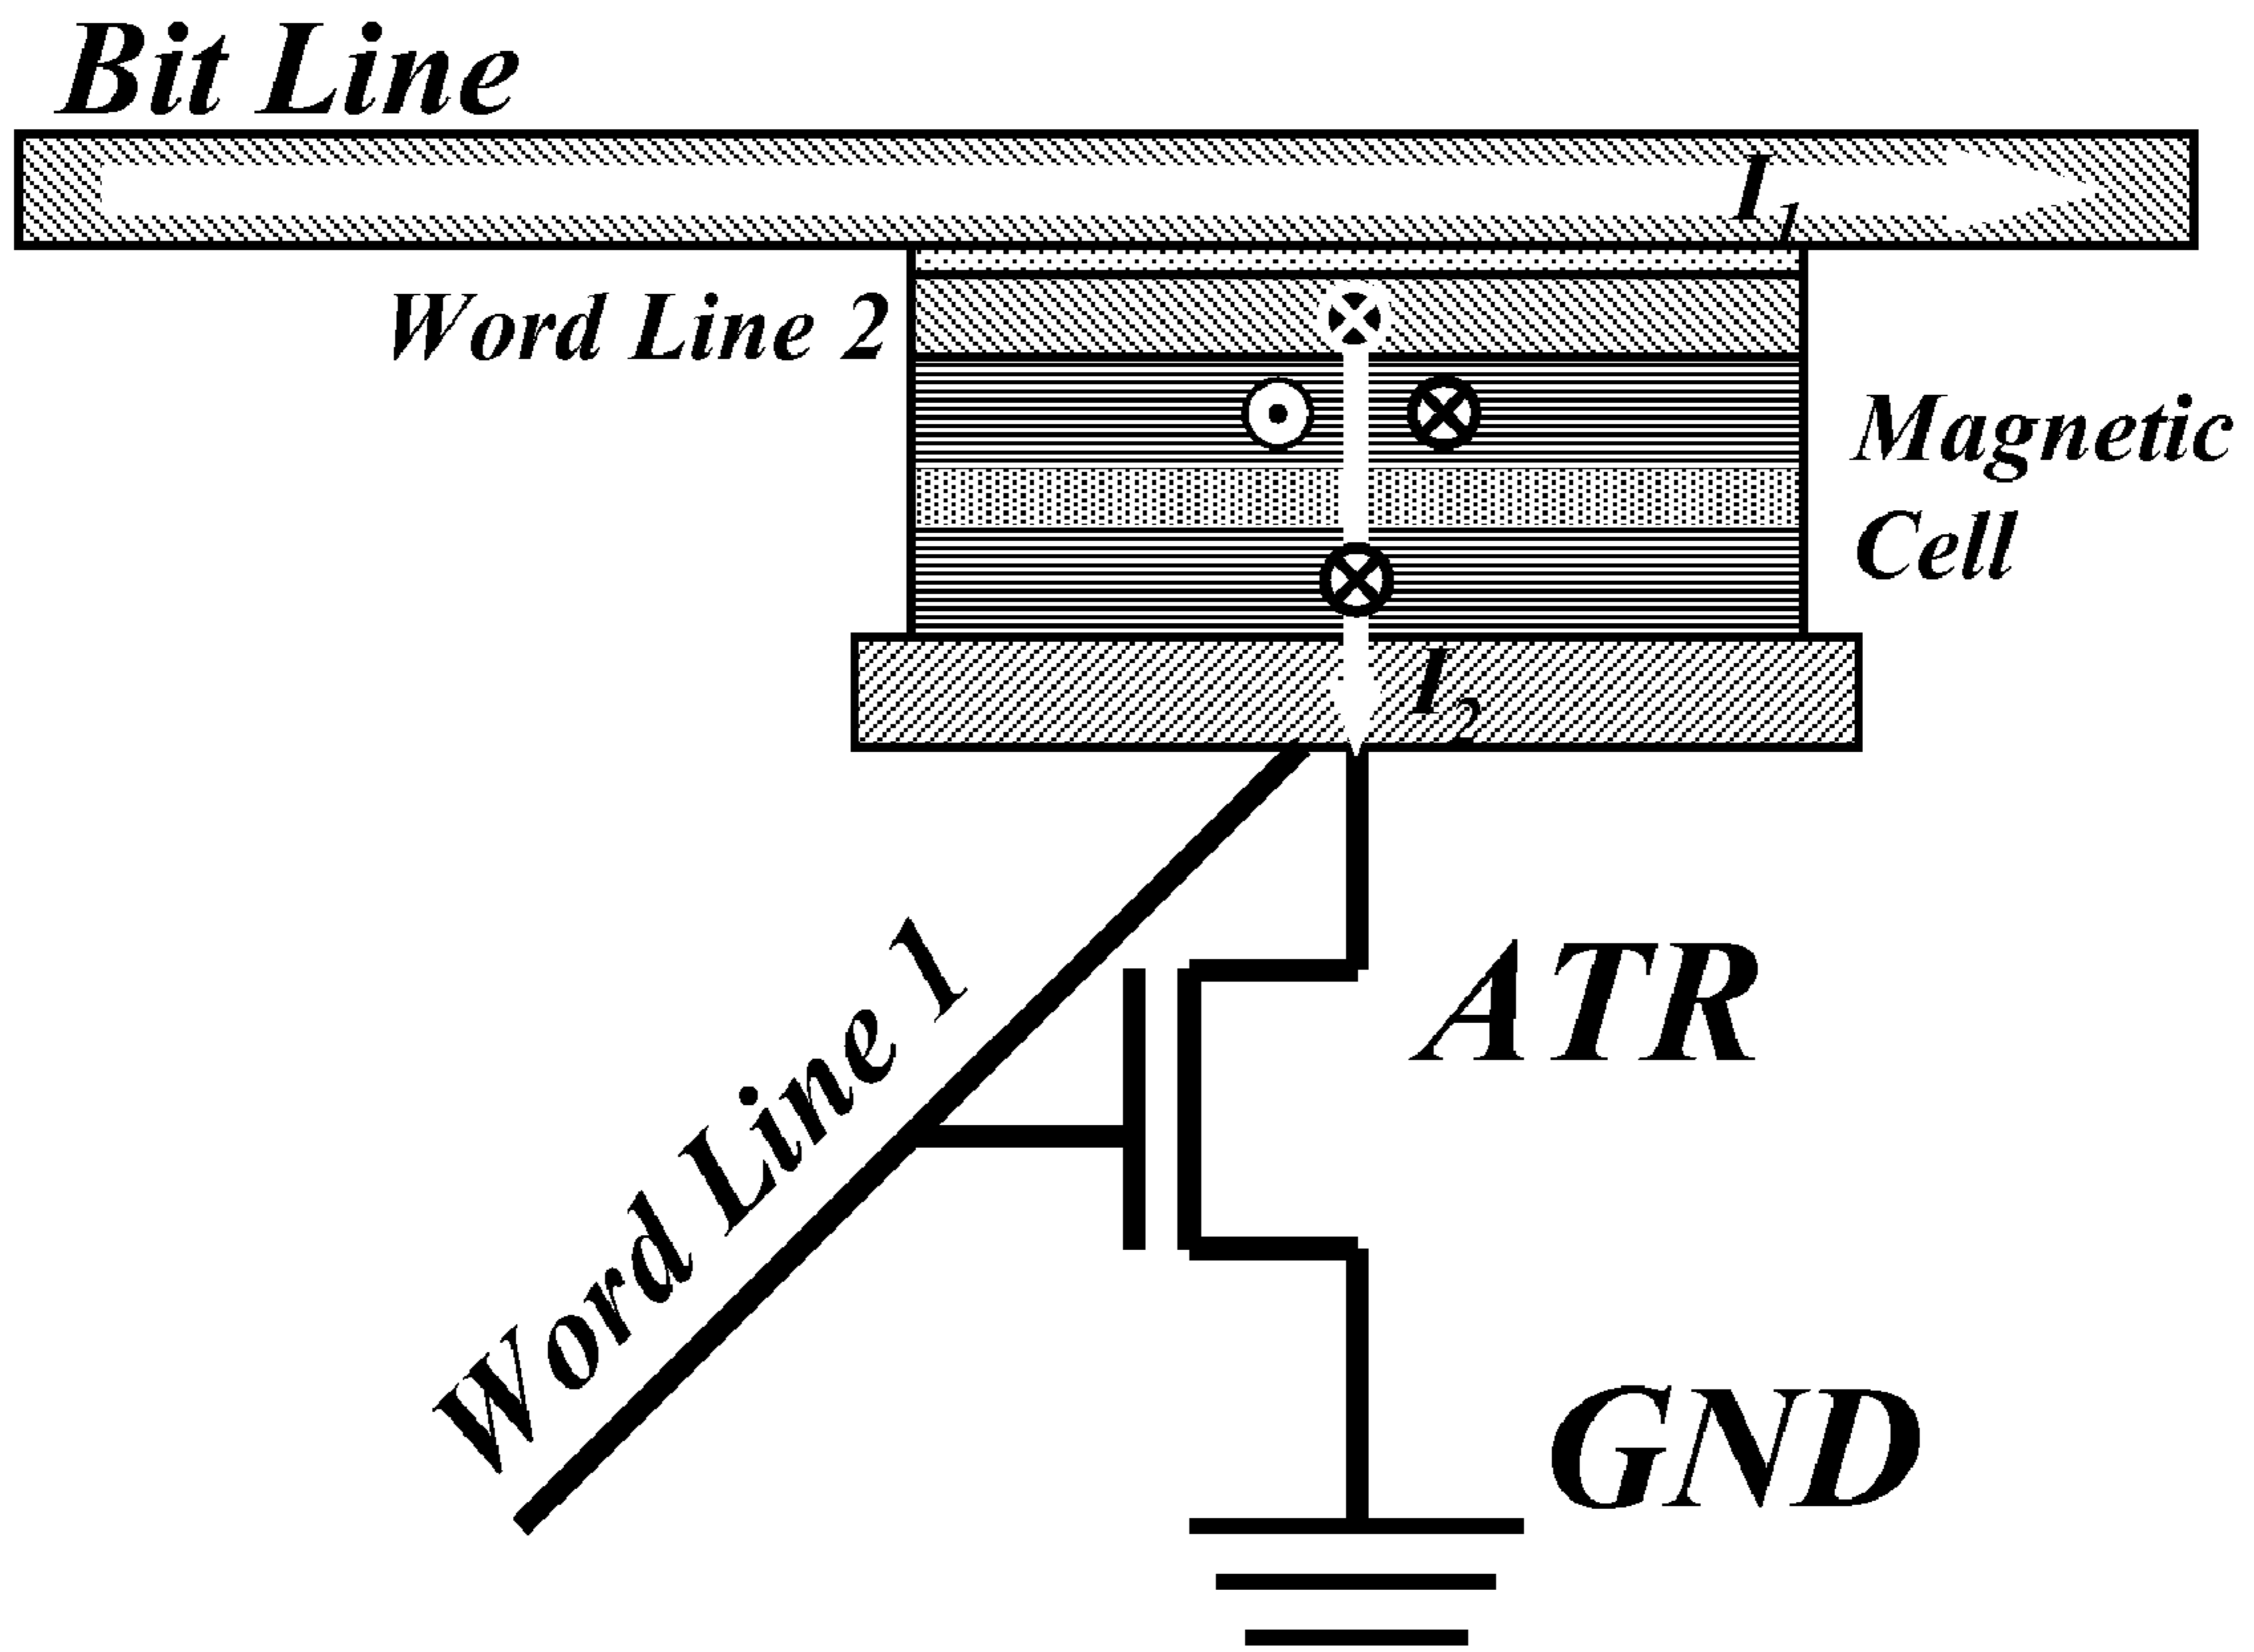 Bit Line
I1
Word Line 2
Magnetic
Cell
I2
Word Line 1
ATR
GND